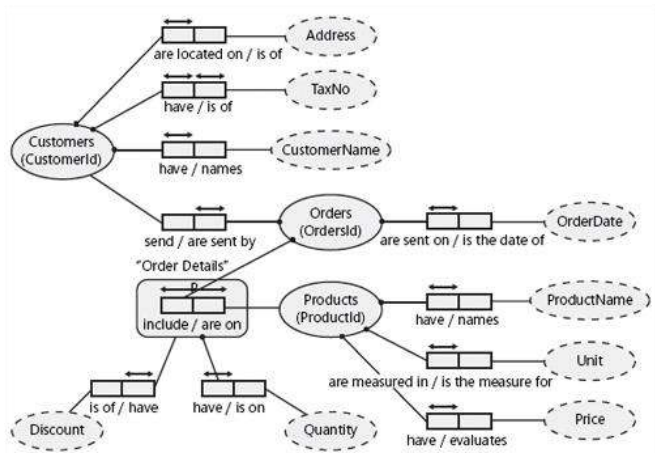 Address
are located on / is of
TaxNo
have / is of
Customers
(CustomerId)
CustomerName
have / names
Orders
(OrdersId)
OrderDate
send / are sent by
are sent on / is the date of
"Order Details"
P
include / are on
Products
(ProductId)
ProductName
have / names
Unit
are measured in / is the measure for
is of / have
have / is on
Price
have / evaluates
Discount
Quantity